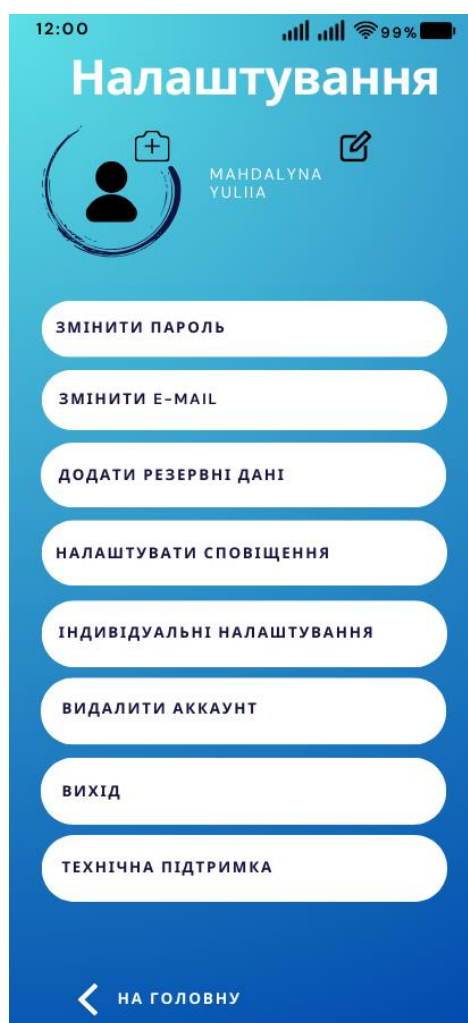 12:00
99%
Налаштування
MAHDALYNA
YULIIA
ЗМІНИТИ ПАРОЛЬ
ЗМІНИТИ E-MAIL
ДОДАТИ РЕЗЕРВНІ ДАНІ
НАЛАШТУВАТИ СПОВІЩЕННЯ
ІНДИВІДУАЛЬНІ НАЛАШТУВАННЯ
ВИДАЛИТИ АККАУНТ
ВИХІД
ТЕХНІЧНА ПІДТРИМКА
НА ГОЛОВНУ